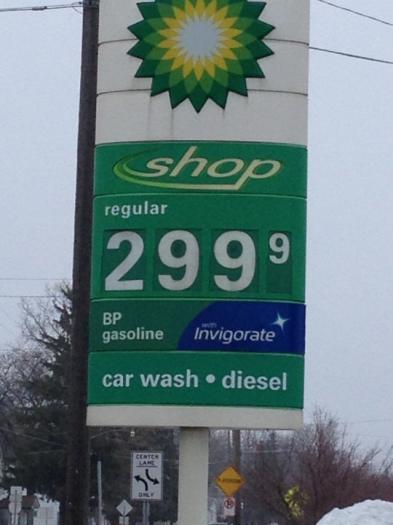 shop
regular
2999
BP
gasoline
with
Invigorate
car wash • diesel
CENTER
LANE
ONLY